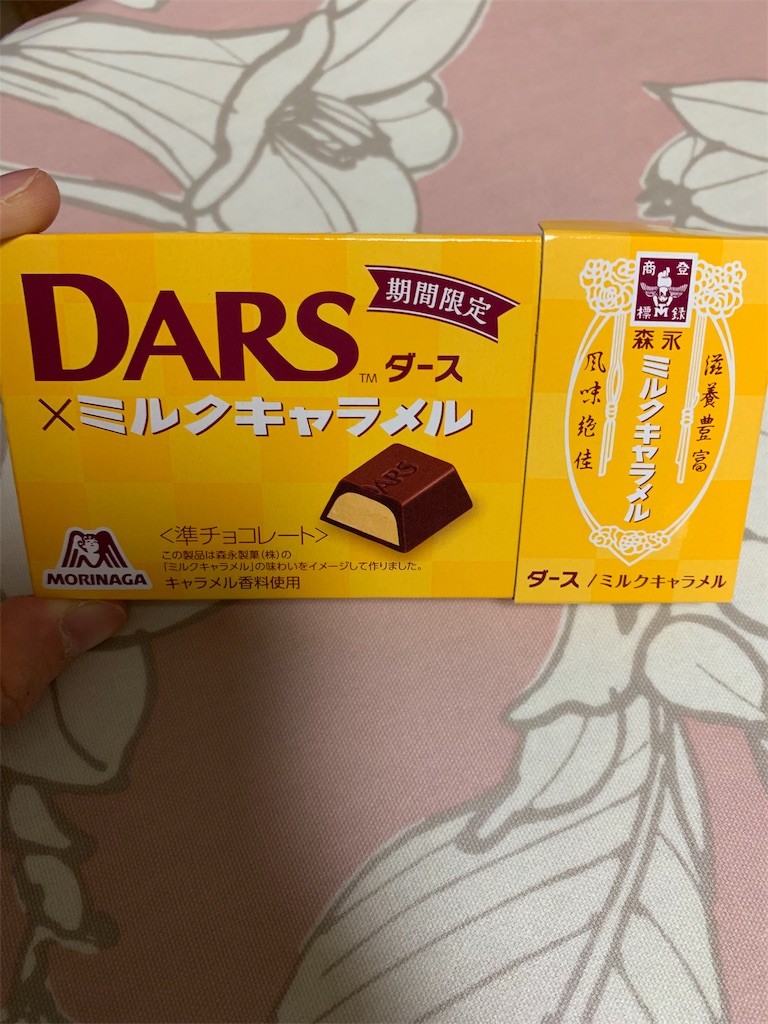 DARS
TM ダース
期間限定
×ミルクキャラメル
DARS
<準チョコレート>
この製品は森永製菓(株)の
「ミルクキャラメル」の味わいをイメージして作りました。
キャラメル香料使用
MORINAGA
登録
商標
M
森永
滋養豊富
ミルクキャラメル
風味絶佳
ダース/ミルクキャラメル